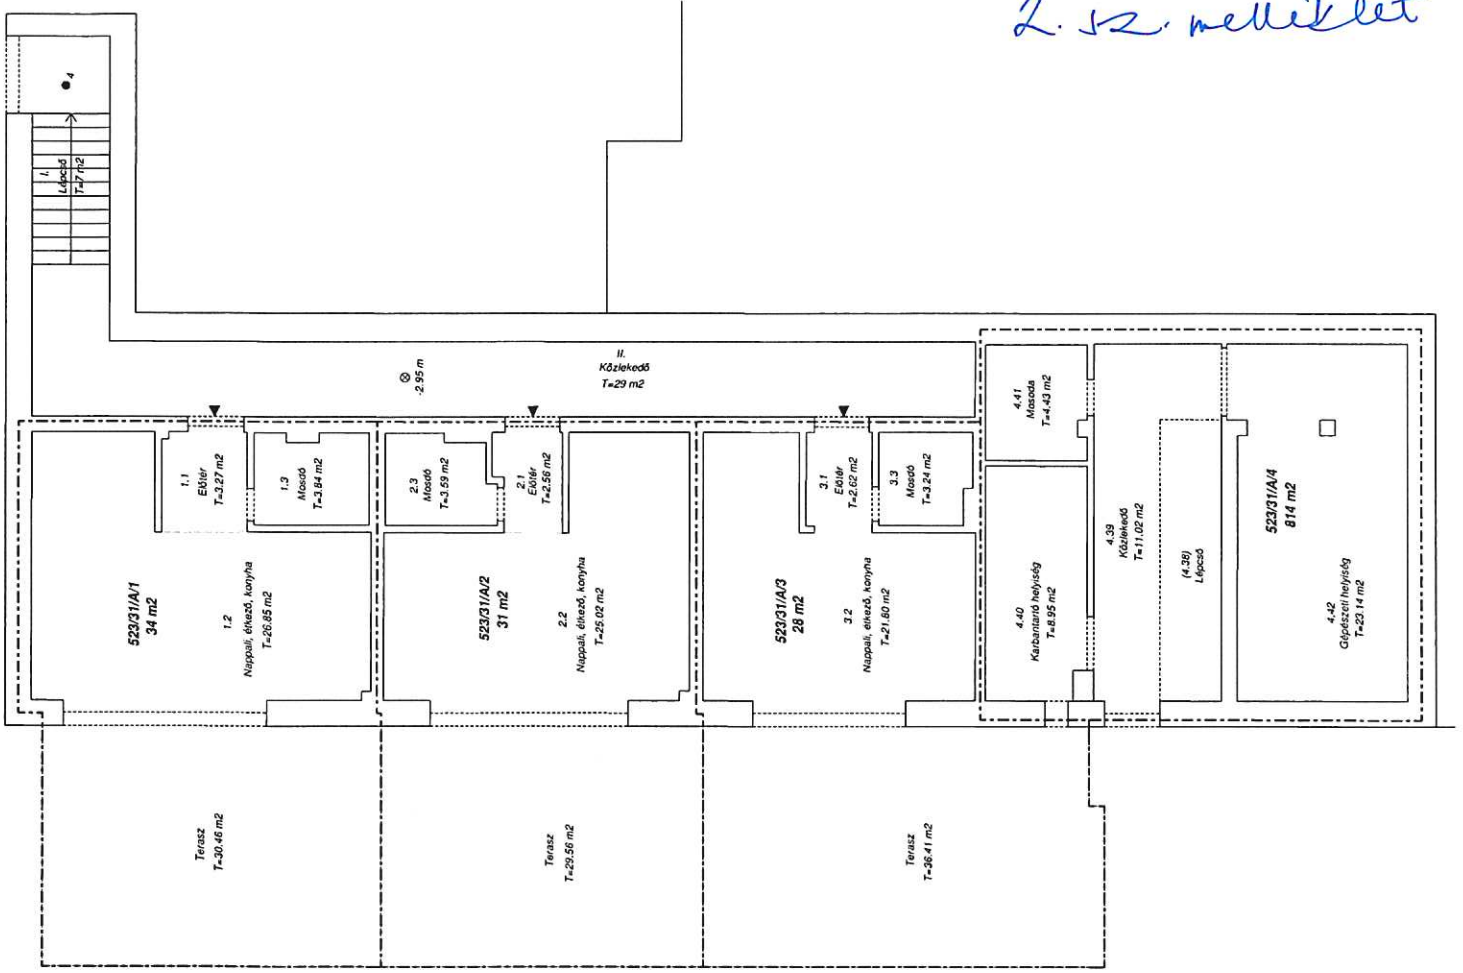 2. sz. melléklet
4
I.
Lépcső
T=7 m2
-2.95 m
II.
Közlekedő
T=29 m2
1.1
Előtér
T=3.27 m2
1.3
Mosdó
T=3.84 m2
2.3
Mosdó
T=3.59 m2
2.1
Előtér
T=2.56 m2
3.1
Előtér
T=2.62 m2
3.3
Mosdó
T=3.24 m2
4.41
Mosoda
T=4.43 m2
523/31/A/1
34 m2
1.2
Nappali, étkező, konyha
T=26.85 m2
523/31/A/2
31 m2
2.2
Nappali, étkező, konyha
T=25.02 m2
523/31/A/3
28 m2
3.2
Nappali, étkező, konyha
T=21.80 m2
4.40
Karbantartó helyiség
T=8.95 m2
4.39
Közlekedő
T=11.02 m2
(4.38)
Lépcső
523/31/A/4
814 m2
4.42
Gépészeti helyiség
T=23.14 m2
Terasz
T=30.46 m2
Terasz
T=29.56 m2
Terasz
T=36.41 m2